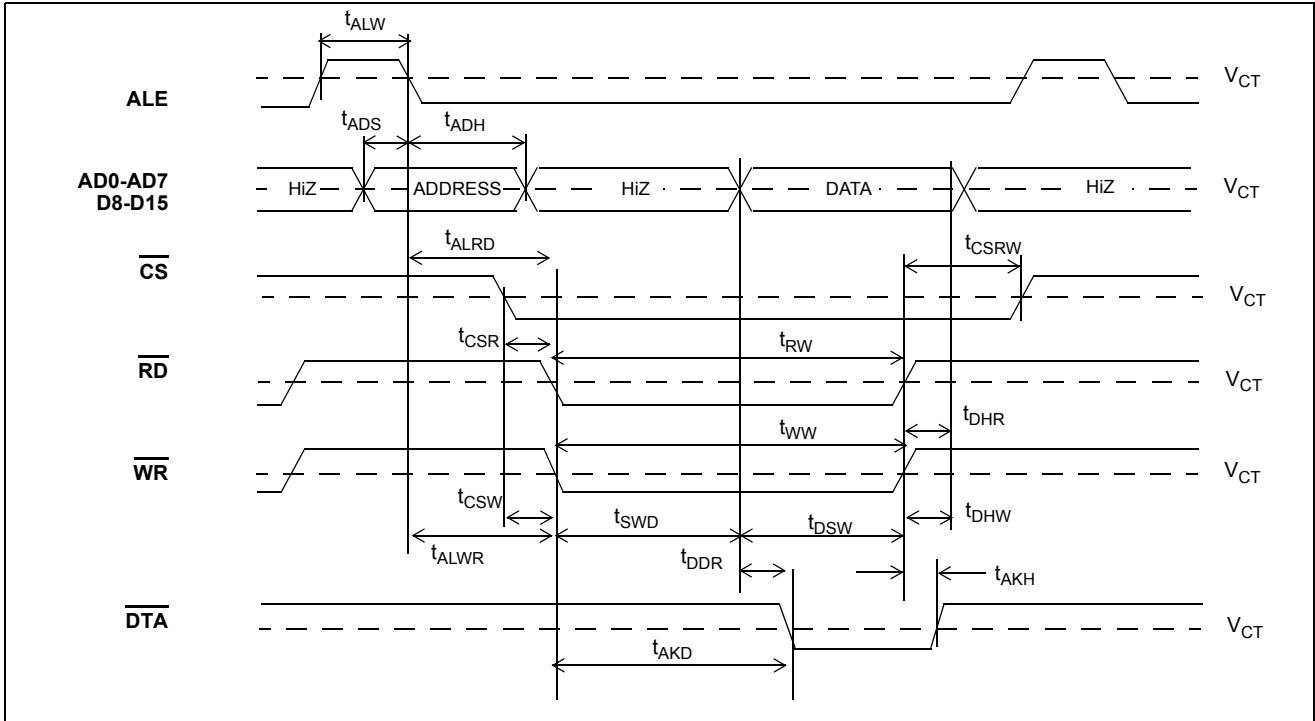 tALW
ALE
VCT
tADS
tADH
AD0-AD7
D8-D15
HiZ
ADDRESS
HiZ
DATA
HiZ
VCT
tALRD
tCSRW
CS
VCT
tCSR
tRW
RD
VCT
tDHR
tWW
WR
VCT
tCSW
tSWD
tDSW
tDHW
tALWR
tDDR
tAKH
DTA
VCT
tAKD